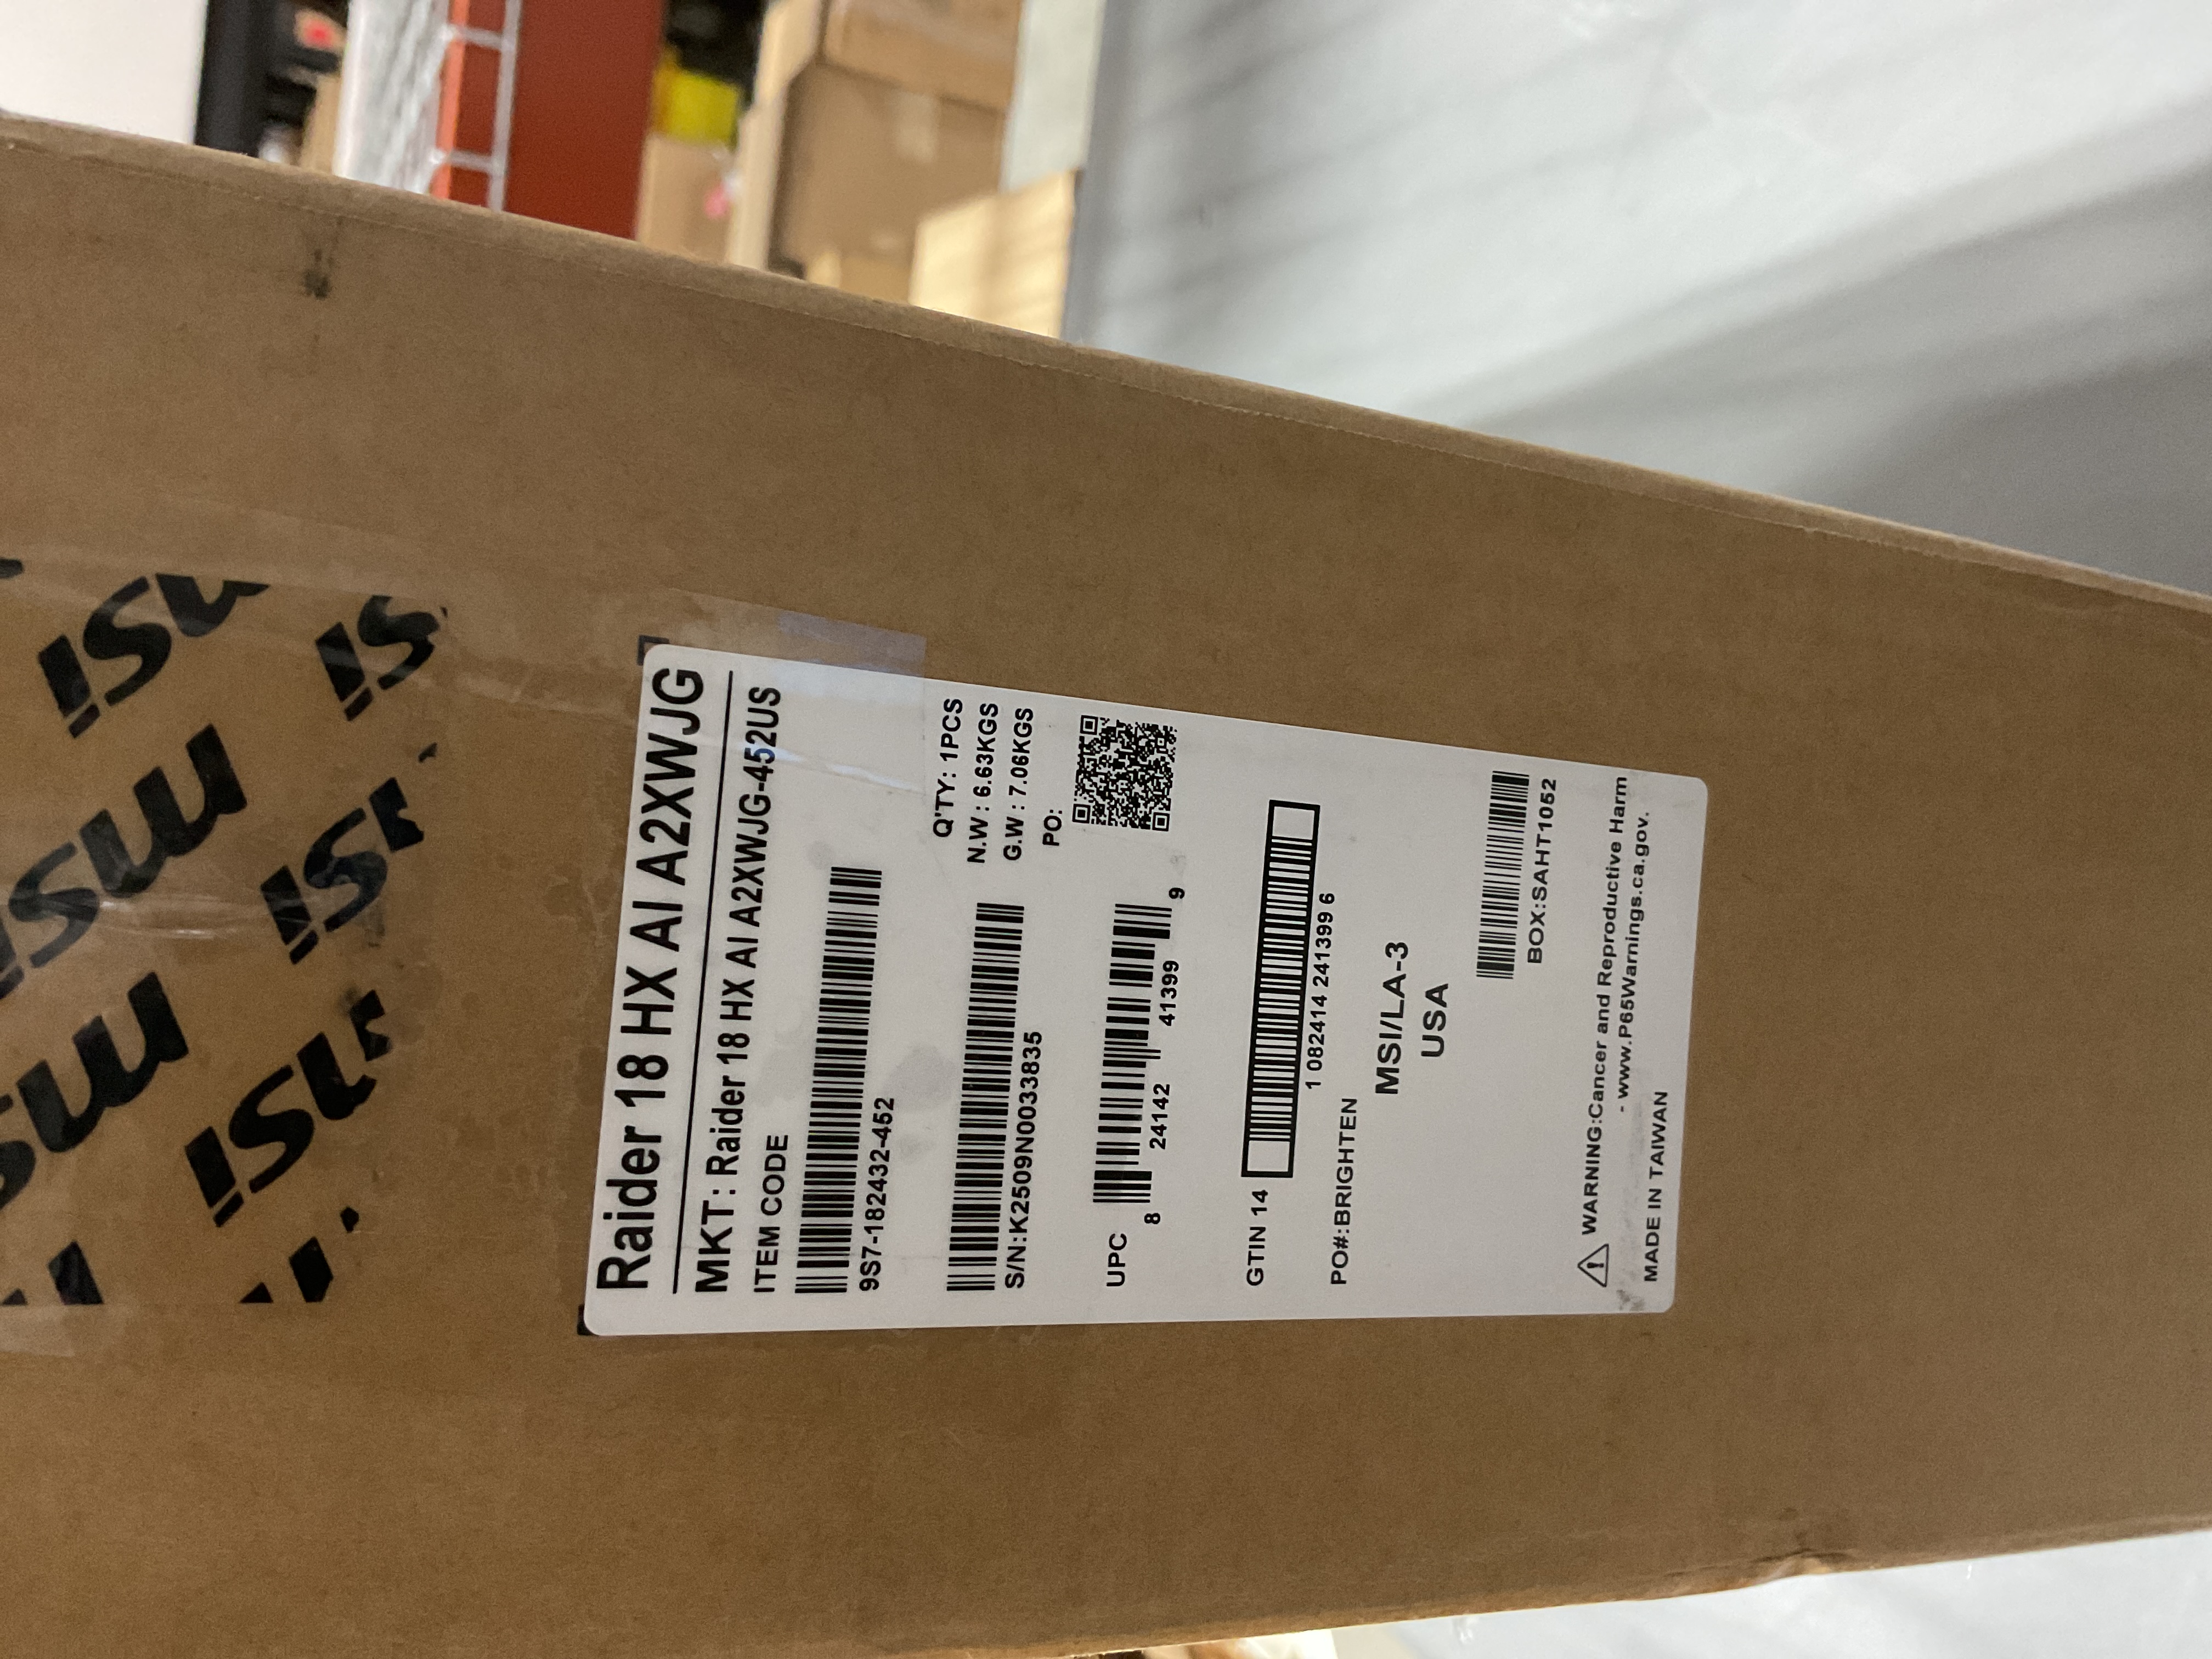 msi
msi
msi
msi
msi
Raider 18 HX AI A2XWJG
MKT: Raider 18 HX AI A2XWJG-452US
ITEM CODE
9S7-182432-452
Q'TY: 1PCS
N.W : 6.63KGS
S/N:K2509N0033835
G.W : 7.06KGS
PO:
UPC
8 24142 41399 9
GTIN 14
1 0824142413996
PO#:BRIGHTEN
MSI/LA-3
USA
BOX:SAHT1052
WARNING:Cancer and Reproductive Harm
- www.P65Warnings.ca.gov.
MADE IN TAIWAN